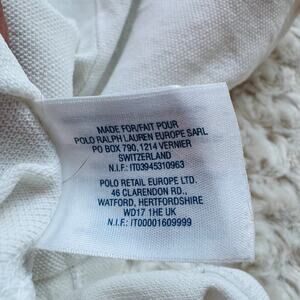 MADE FOR/FAIT POUR
POLO RALPH LAUREN EUROPE SARL
PO BOX 790, 1214 VERNIER
SWITZERLAND
N.I.F.: IT03945310963
POLO RETAIL EUROPE LTD.
46 CLARENDON RD.,
WATFORD, HERTFORDSHIRE
WD17 1HE UK
N.I.F.: IT00001609999